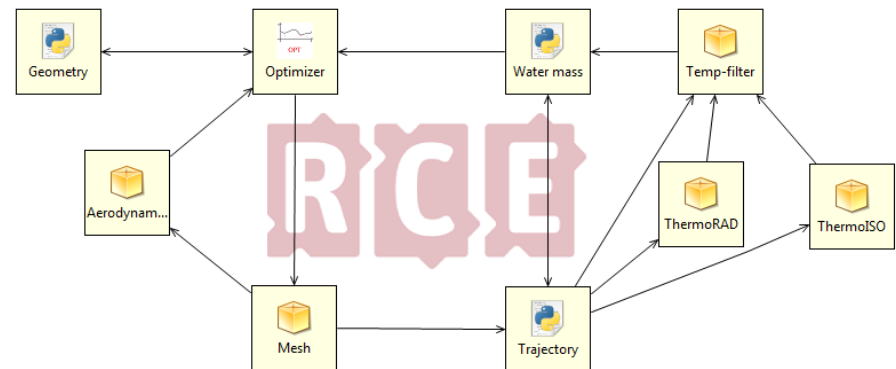 Geometry
OPT
Optimizer
Water mass
Temp-filter
RCE
Aerodynam...
ThermoRAD
ThermoISO
Mesh
Trajectory